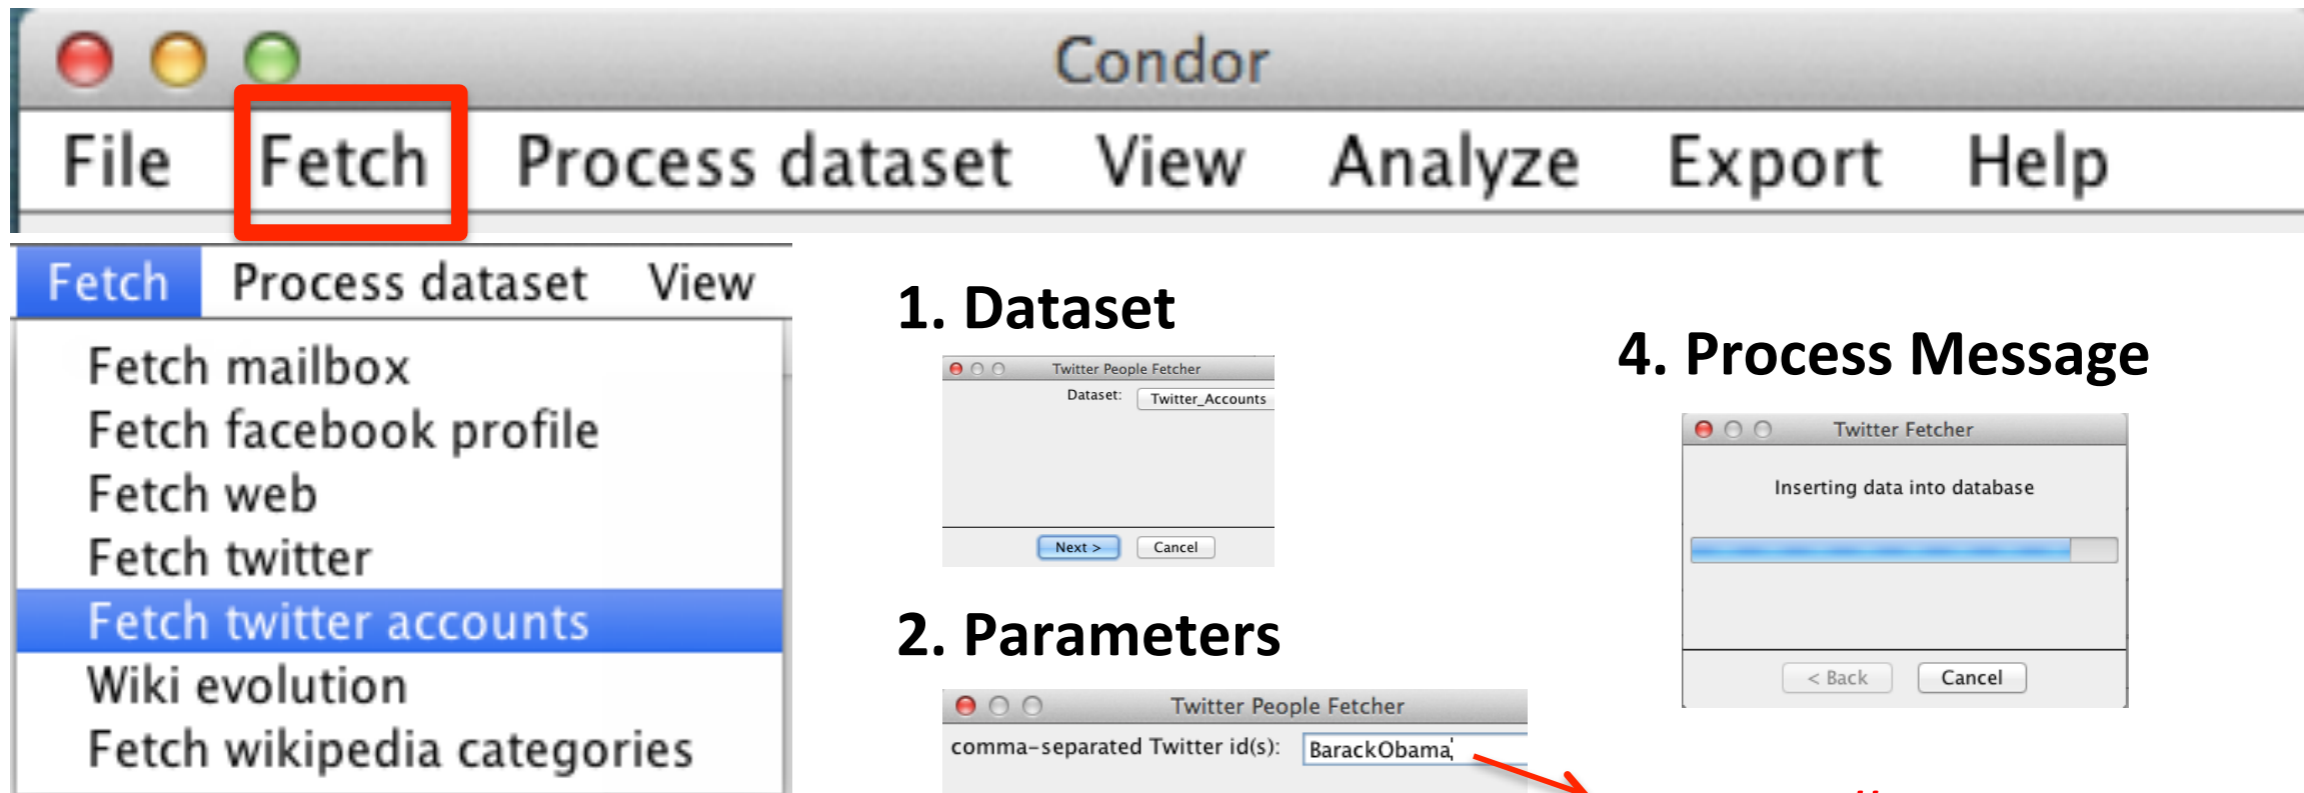 Condor
File Fetch Process dataset View Analyze Export Help
Fetch Process dataset View
Fetch mailbox
Fetch facebook profile
Fetch web
Fetch twitter
Fetch twitter accounts
Wiki evolution
Fetch wikipedia categories
1. Dataset
Twitter People Fetcher
Dataset: Twitter_Accounts
Next > Cancel
2. Parameters
Twitter People Fetcher
comma-separated Twitter id(s): BarackObama,
4. Process Message
Twitter Fetcher
Inserting data into database
< Back Cancel